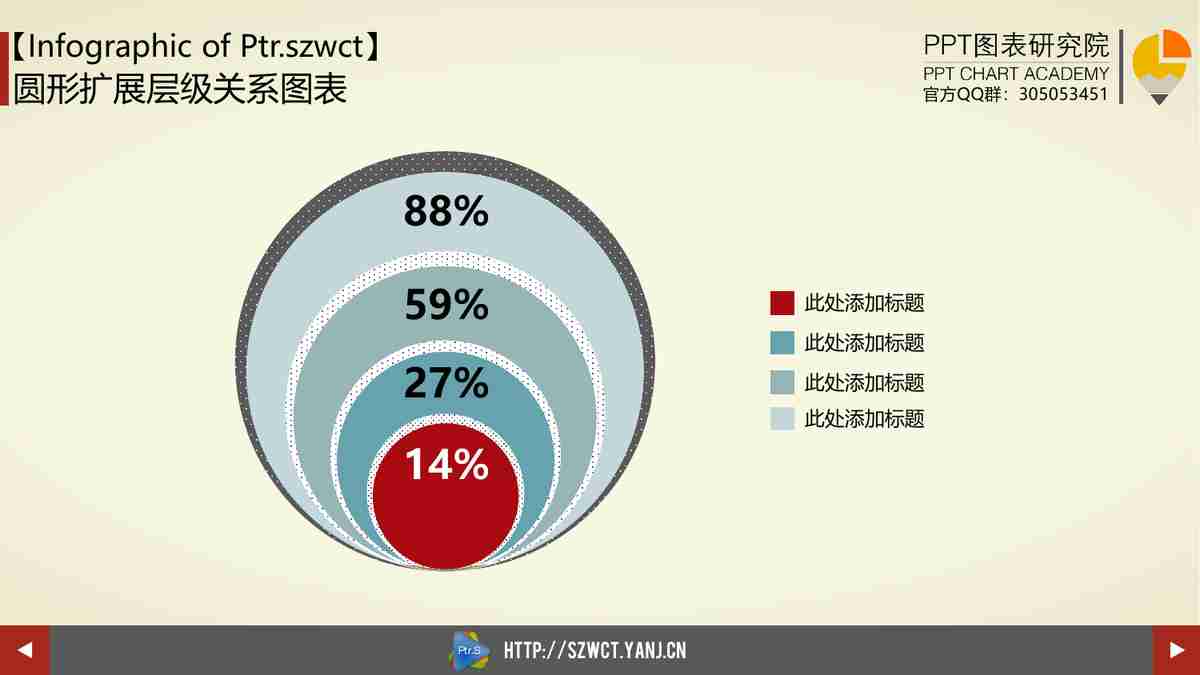 【Infographic of Ptr.szwct】
圆形扩展层级关系图表
PPT图表研究院
PPT CHART ACADEMY
官方QQ群：305053451
88%
59%
27%
14%
此处添加标题
此处添加标题
此处添加标题
此处添加标题
Ptr.S
HTTP://SZWCT.YANJ.CN